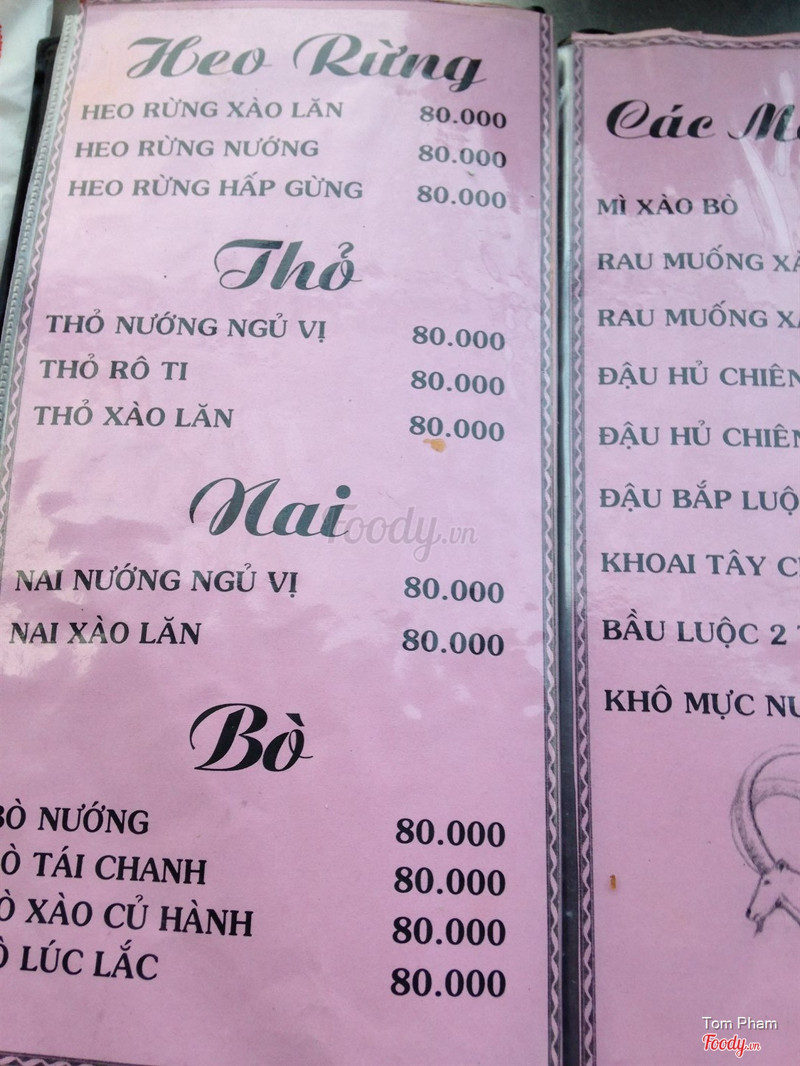 Heo Rừng
HEO RỪNG XÀO LĂN 80.000
HEO RỪNG NƯỚNG 80.000
HEO RỪNG HẤP GỪNG 80.000
Thỏ
THỎ NƯỚNG NGỦ VỊ 80.000
THỎ RÔ TI 80.000
THỎ XÀO LĂN 80.000
Nai
NAI NƯỚNG NGỦ VỊ 80.000
NAI XÀO LĂN 80.000
Bò
BÒ NƯỚNG 80.000
Ò TÁI CHANH 80.000
Ò XÀO CỦ HÀNH 80.000
Ò LÚC LẮC 80.000
Các
MÌ XÀO BÒ
RAU MUỐNG
RAU MUỐNG
ĐẬU HỦ CHIÊN
ĐẬU HỦ CHIÊN
ĐẬU BẮP
KHOAI TÂY
BẦU LUỘC 2
KHÔ MỰC
Foody.vn
Tom Pham
Foody.vn